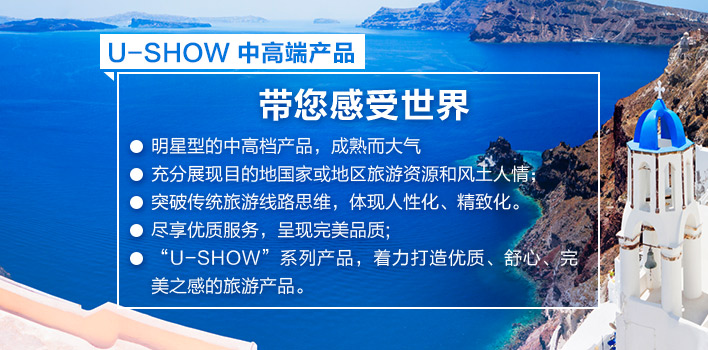 U-SHOW 中高端产品
带您感受世界
明星型的中高档产品，成熟而大气
充分展现目的地国家或地区旅游资源和风土人情；
突破传统旅游线路思维，体现人性化、精致化。
尽享优质服务，呈现完美品质；
“U-SHOW”系列产品，着力打造优质、舒心、完
美之感的旅游产品。